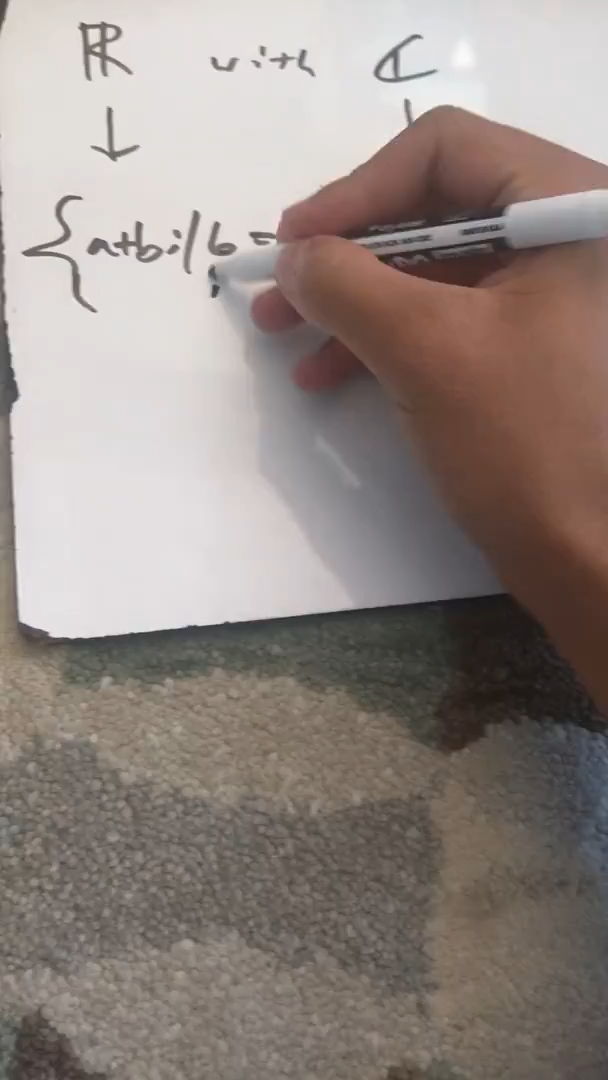 ℝ with ℂ
↓ ↓
{a+bi/b=